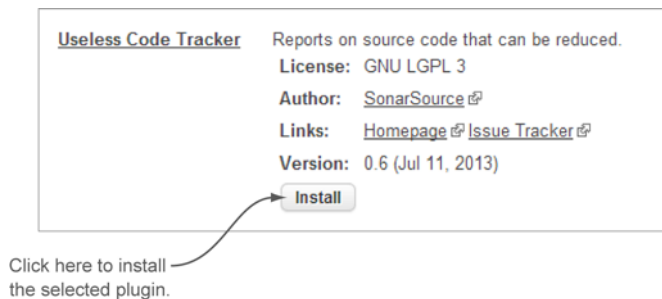 Useless Code Tracker Reports on source code that can be reduced.
License: GNU LGPL 3
Author: SonarSource
Links: Homepage Issue Tracker
Version: 0.6 (Jul 11, 2013)
Install
Click here to install
the selected plugin.